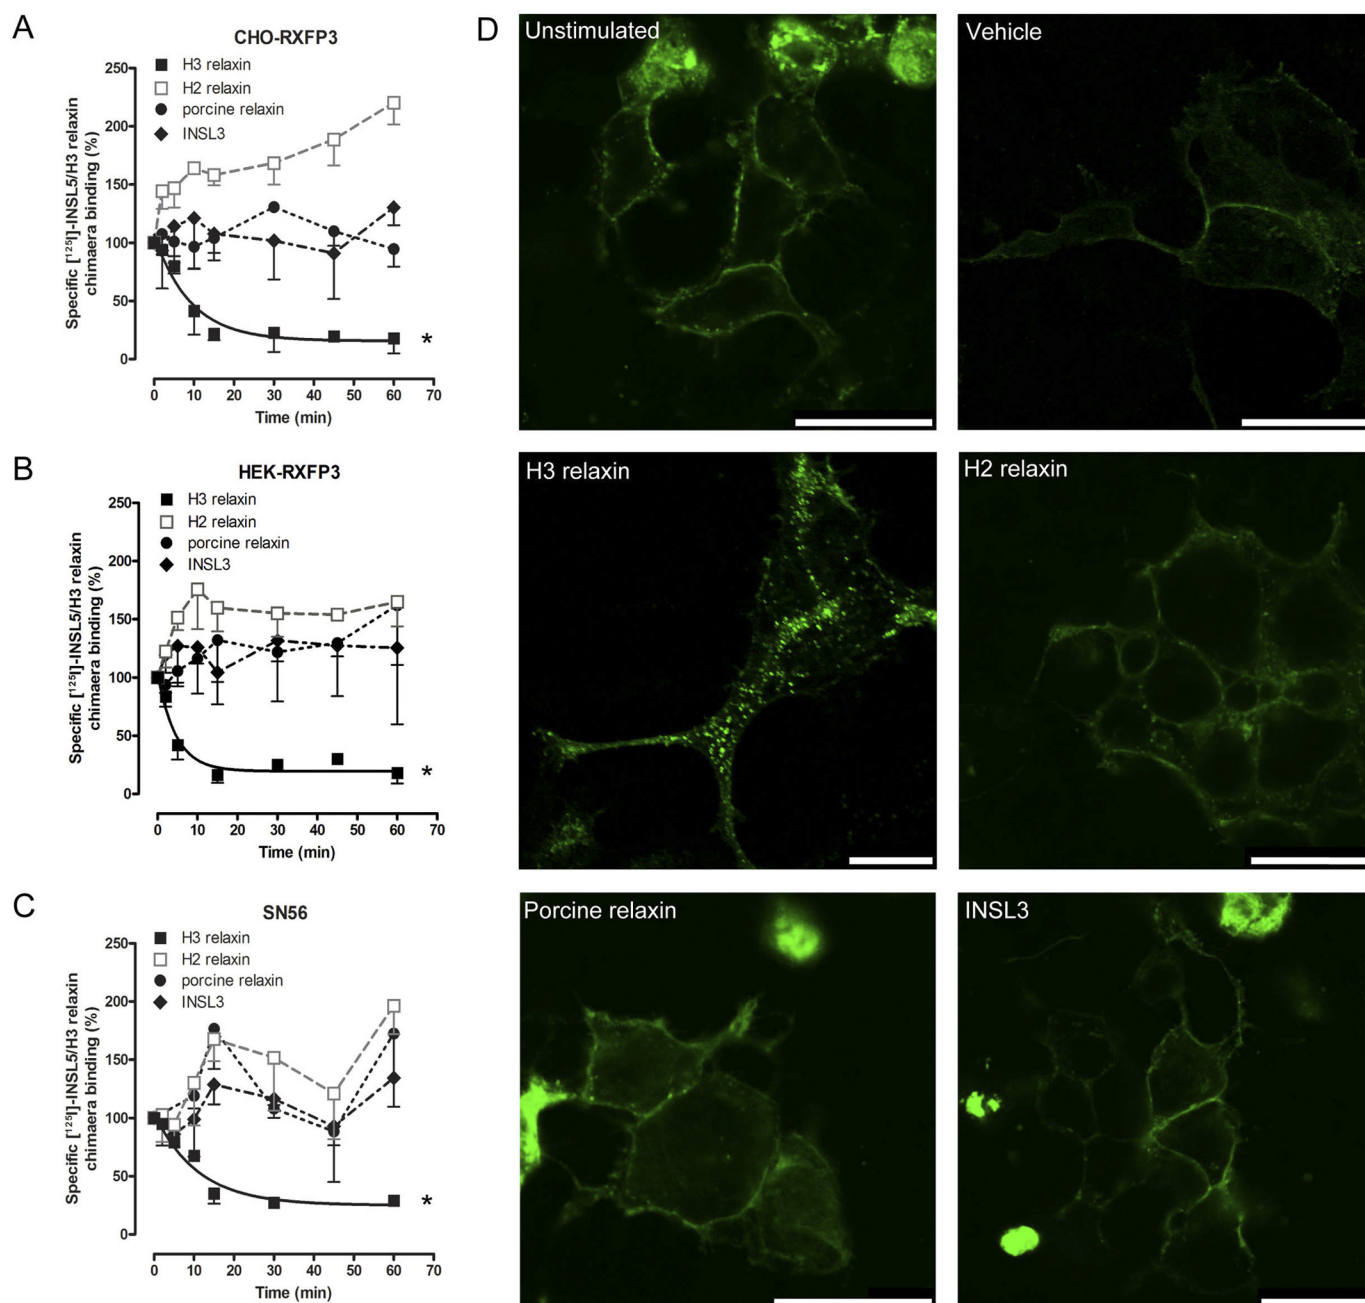 A
CHO-RXFP3
250
200
150
100
50
0
Specific [¹²⁵I]-INSL5/H3 relaxin
chimaera binding (%)
H3 relaxin
H2 relaxin
porcine relaxin
INSL3
*
0 10 20 30 40 50 60 70
Time (min)
B
HEK-RXFP3
250
200
150
100
50
0
Specific [¹²⁵I]-INSL5/H3 relaxin
chimaera binding (%)
H3 relaxin
H2 relaxin
porcine relaxin
INSL3
*
0 10 20 30 40 50 60 70
Time (min)
C
SN56
250
200
150
100
50
0
Specific [¹²⁵I]-INSL5/H3 relaxin
chimaera binding (%)
H3 relaxin
H2 relaxin
porcine relaxin
INSL3
*
0 10 20 30 40 50 60 70
Time (min)
D
Unstimulated
Vehicle
H3 relaxin
H2 relaxin
Porcine relaxin
INSL3